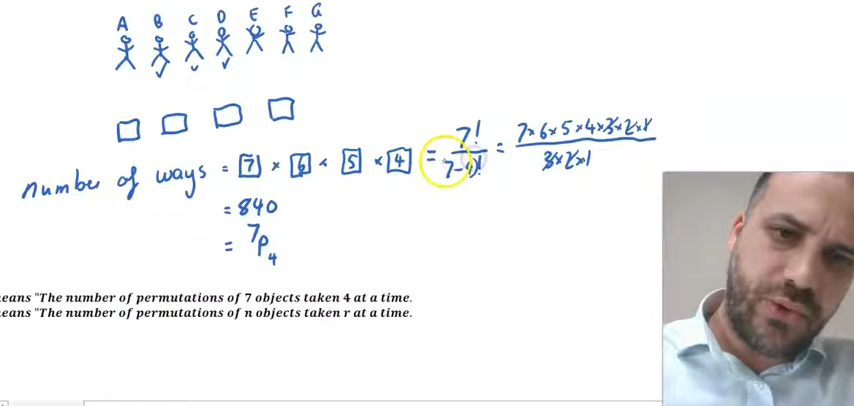 A B C D E F G
number of ways = 7 × 6 × 5 × 4 = 7!/(7-4)! = 7×6×5×4×3×2×1/3×2×1
= 840
= ⁷P₄
eans "The number of permutations of 7 objects taken 4 at a time.
eans "The number of permutations of n objects taken r at a time.